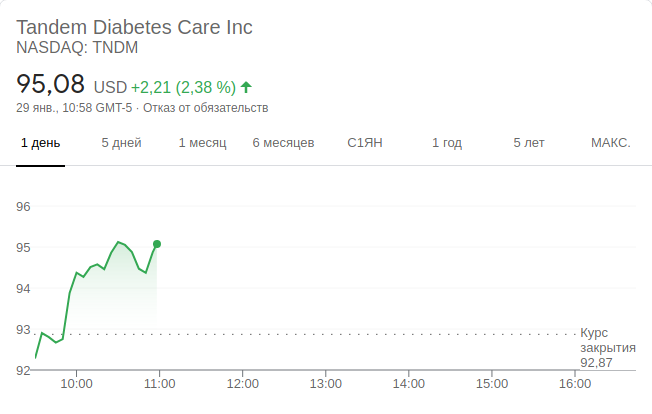 Tandem Diabetes Care Inc
NASDAQ: TNDM
95,08 USD +2,21 (2,38 %)
29 янв., 10:58 GMT-5 · Отказ от обязательств
1 день 5 дней 1 месяц 6 месяцев С1ЯН 1 год 5 лет МАКС.
96
95
94
93
Курс
закрытия
92,87
92
10:00 11:00 12:00 13:00 14:00 15:00 16:00